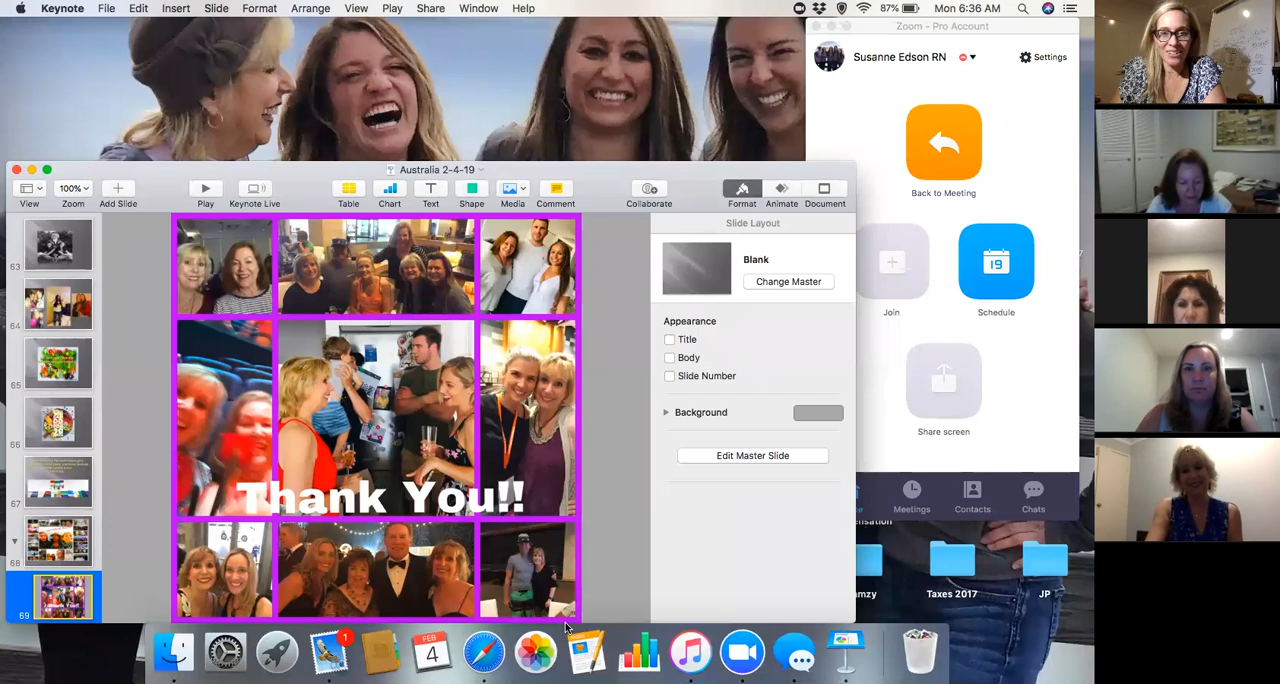 Keynote File Edit Insert Slide Format Arrange View Play Share Window Help
87% Mon 6:36 AM
Zoom - Pro Account
Susanne Edson RN
Settings
Back to Meeting
19
Join
Schedule
Share screen
Meetings
Contacts
Chats
Australia 2-4-19
100%
View
Zoom
Add Slide
Play
Keynote Live
Table
Chart
Text
Shape
Media
Comment
Collaborate
Format
Animate
Document
63
64
65
66
67
68
69
Thank You!!
Slide Layout
Blank
Change Master
Appearance
Title
Body
Slide Number
Background
Edit Master Slide
Taxes 2017
JP
1
FEB
4